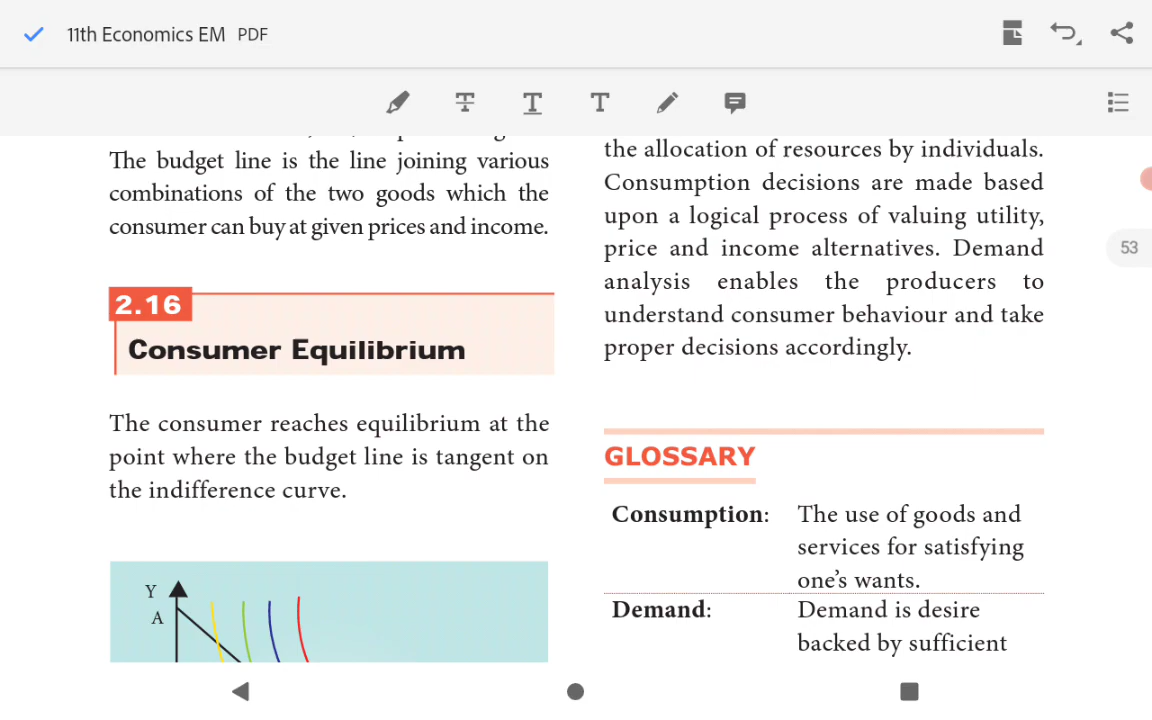 11th Economics EM PDF
The budget line is the line joining various
combinations of the two goods which the
consumer can buy at given prices and income.
2.16
Consumer Equilibrium
The consumer reaches equilibrium at the
point where the budget line is tangent on
the indifference curve.
Y
A
the allocation of resources by individuals.
Consumption decisions are made based
upon a logical process of valuing utility,
price and income alternatives. Demand
analysis enables the producers to
understand consumer behaviour and take
proper decisions accordingly.
GLOSSARY
Consumption: The use of goods and
services for satisfying
one's wants.
Demand: Demand is desire
backed by sufficient
53